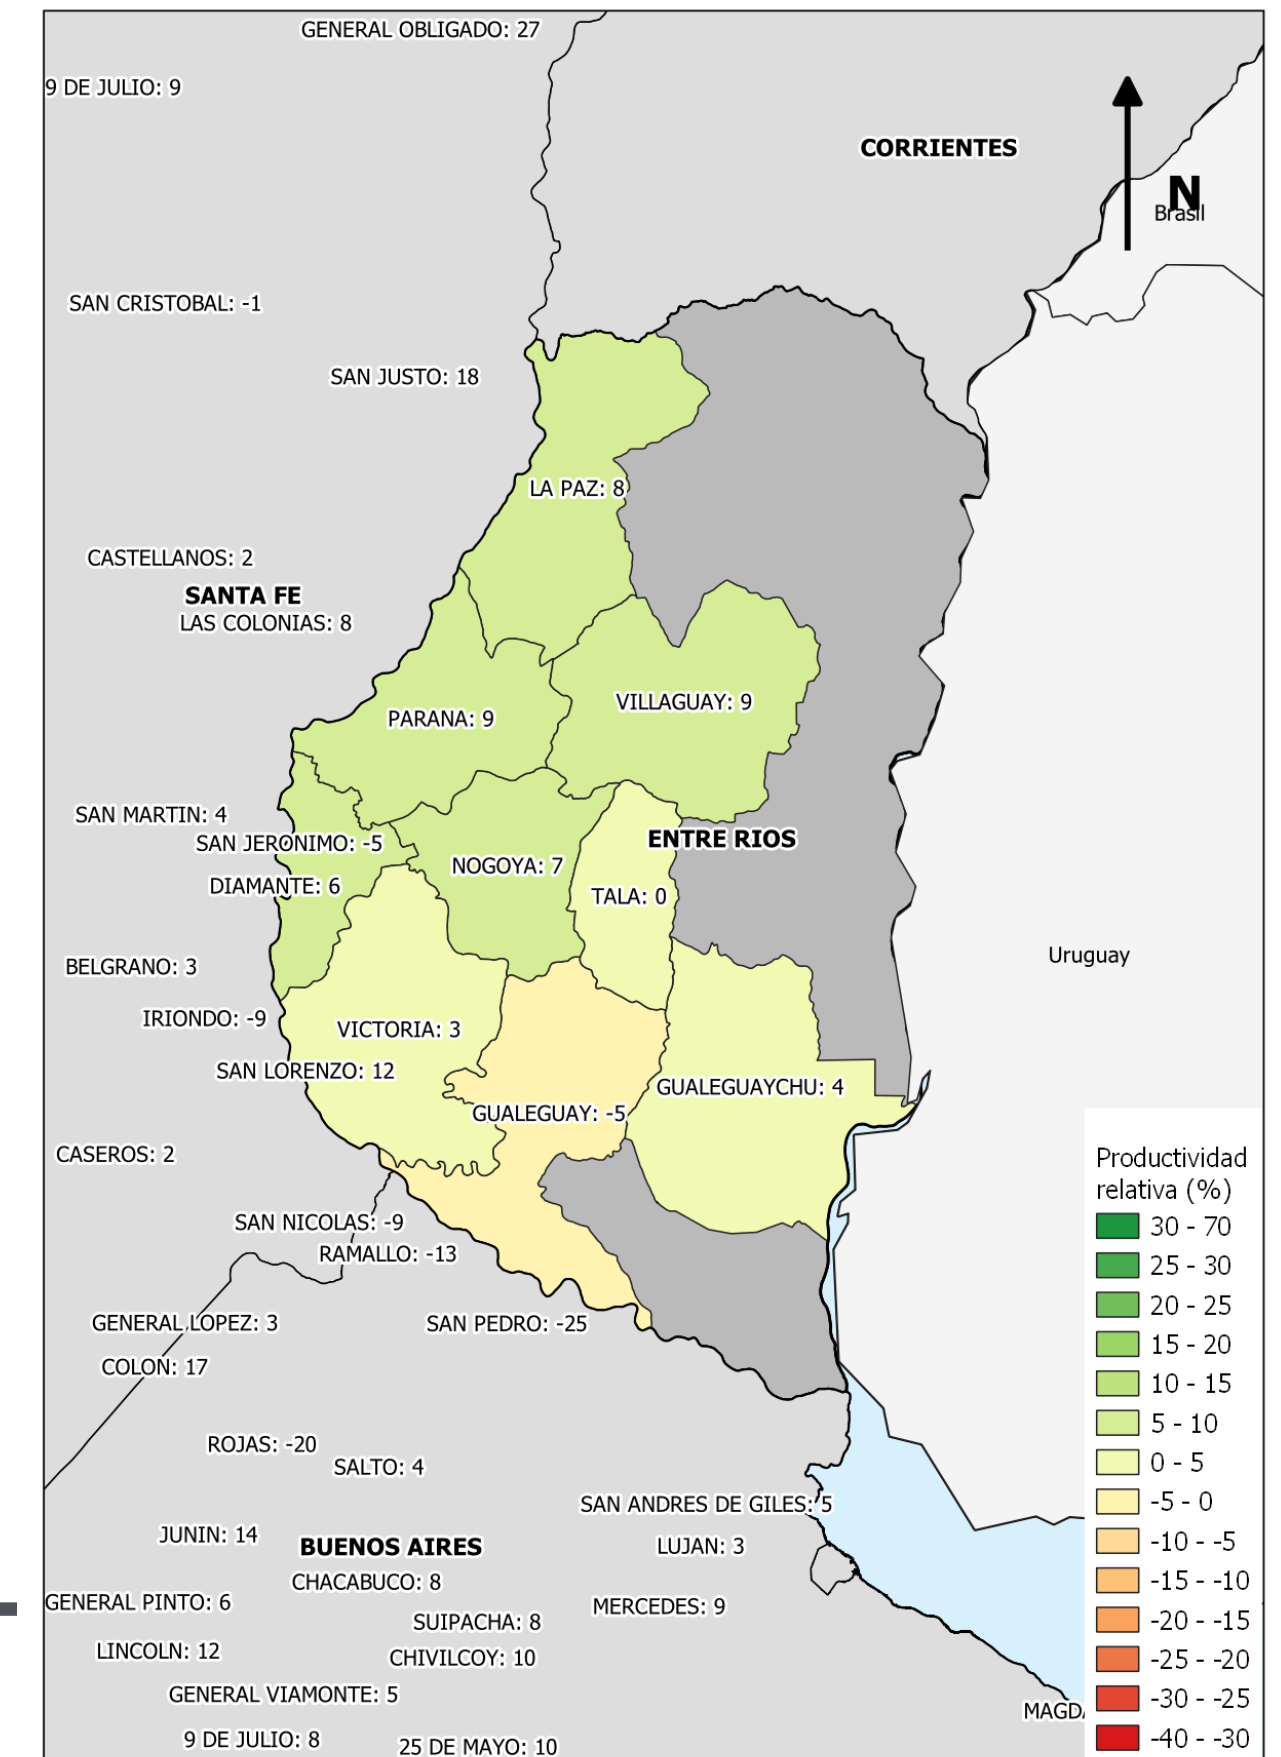 GENERAL OBLIGADO: 27
9 DE JULIO: 9
CORRIENTES
N
Brasil
SAN CRISTOBAL: -1
SAN JUSTO: 18
LA PAZ: 8
CASTELLANOS: 2
SANTA FE
LAS COLONIAS: 8
VILLAGUAY: 9
PARANA: 9
SAN MARTIN: 4
SAN JERONIMO: -5
ENTRE RIOS
NOGOYA: 7
DIAMANTE: 6
TALA: 0
Uruguay
BELGRANO: 3
IRIONDO: -9
VICTORIA: 3
SAN LORENZO: 12
GUALEGUAYCHU: 4
GUALEGUAY: -5
CASEROS: 2
SAN NICOLAS: -9
RAMALLO: -13
GENERAL LOPEZ: 3
SAN PEDRO: -25
COLON: 17
ROJAS: -20
SALTO: 4
SAN ANDRES DE GILES: 5
JUNIN: 14
BUENOS AIRES
LUJAN: 3
CHACABUCO: 8
GENERAL PINTO: 6
MERCEDES: 9
SUIPACHA: 8
LINCOLN: 12
CHIVILCOY: 10
GENERAL VIAMONTE: 5
MAGDA
9 DE JULIO: 8
25 DE MAYO: 10
Productividad
relativa (%)
30 - 70
25 - 30
20 - 25
15 - 20
10 - 15
5 - 10
0 - 5
-5 - 0
-10 - -5
-15 - -10
-20 - -15
-25 - -20
-30 - -25
-40 - -30